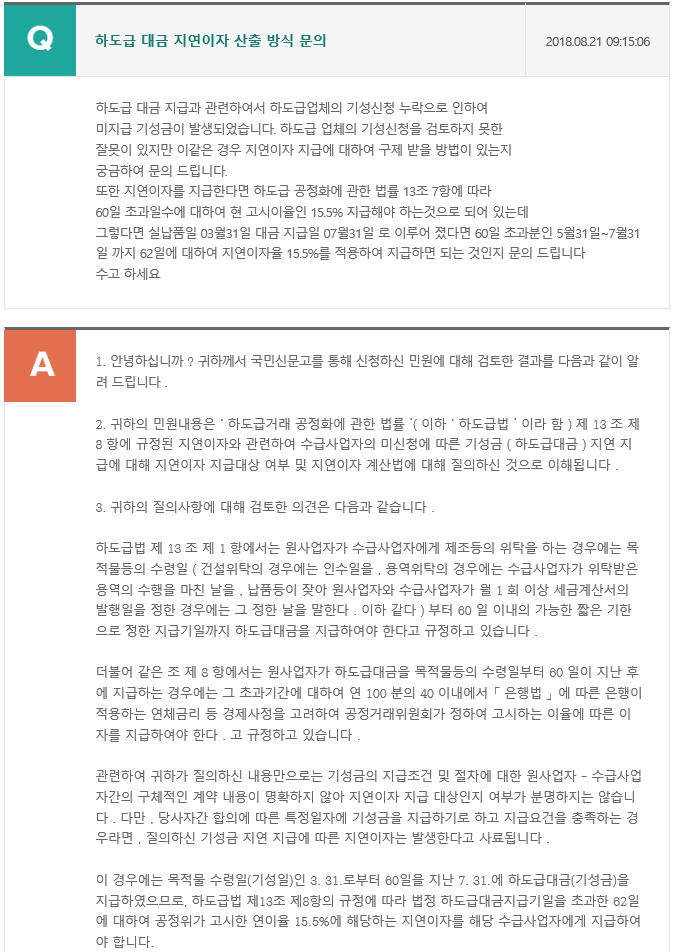 Q
하도급 대금 지연이자 산출 방식 문의
2018.08.21 09:15:06
하도급 대금 지급과 관련하여서 하도급업체의 기성신청 누락으로 인하여
미지급 기성금이 발생되었습니다. 하도급 업체의 기성신청을 검토하지 못한
잘못이 있지만 이같은 경우 지연이자 지급에 대하여 구제 받을 방법이 있는지
궁금하여 문의 드립니다.
또한 지연이자를 지급한다면 하도급 공정화에 관한 법률 13조 7항에 따라
60일 초과일수에 대하여 현 고시이율인 15.5% 지급해야 하는것으로 되어 있는데
그렇다면 실납품일 03월31일 대금 지급일 07월31일 로 이루어 졌다면 60일 초과분인 5월31일~7월31
일 까지 62일에 대하여 지연이자율 15.5%를 적용하여 지급하면 되는 것인지 문의 드립니다
수고 하세요
A
1. 안녕하십니까 ? 귀하께서 국민신문고를 통해 신청하신 민원에 대해 검토한 결과를 다음과 같이 알
려 드립니다 .
2. 귀하의 민원내용은 ' 하도급거래 공정화에 관한 법률 '( 이하 ' 하도급법 ' 이라 함 ) 제 13 조 제
8 항에 규정된 지연이자와 관련하여 수급사업자의 미신청에 따른 기성금 ( 하도급대금 ) 지연 지
급에 대해 지연이자 지급대상 여부 및 지연이자 계산법에 대해 질의하신 것으로 이해됩니다 .
3. 귀하의 질의사항에 대해 검토한 의견은 다음과 같습니다 .
하도급법 제 13 조 제 1 항에서는 원사업자가 수급사업자에게 제조등의 위탁을 하는 경우에는 목
적물등의 수령일 ( 건설위탁의 경우에는 인수일을 , 용역위탁의 경우에는 수급사업자가 위탁받은
용역의 수행을 마친 날을 , 납품등이 잦아 원사업자와 수급사업자가 월 1 회 이상 세금계산서의
발행일을 정한 경우에는 그 정한 날을 말한다 . 이하 같다 ) 부터 60 일 이내의 가능한 짧은 기한
으로 정한 지급기일까지 하도급대금을 지급하여야 한다고 규정하고 있습니다 .
더불어 같은 조 제 8 항에서는 원사업자가 하도급대금을 목적물등의 수령일부터 60 일이 지난 후
에 지급하는 경우에는 그 초과기간에 대하여 연 100 분의 40 이내에서 「 은행법 」 에 따른 은행이
적용하는 연체금리 등 경제사정을 고려하여 공정거래위원회가 정하여 고시하는 이율에 따른 이
자를 지급하여야 한다 . 고 규정하고 있습니다 .
관련하여 귀하가 질의하신 내용만으로는 기성금의 지급조건 및 절차에 대한 원사업자 – 수급사업
자간의 구체적인 계약 내용이 명확하지 않아 지연이자 지급 대상인지 여부가 분명하지는 않습니
다 . 다만 , 당사자간 합의에 따른 특정일자에 기성금을 지급하기로 하고 지급요건을 충족하는 경
우라면 , 질의하신 기성금 지연 지급에 따른 지연이자는 발생한다고 사료됩니다 .
이 경우에는 목적물 수령일(기성일)인 3. 31.로부터 60일을 지난 7. 31.에 하도급대금(기성금)을
지급하였으므로, 하도급법 제13조 제8항의 규정에 따라 법정 하도급대금지급기일을 초과한 62일
에 대하여 공정위가 고시한 연이율 15.5%에 해당하는 지연이자를 해당 수급사업자에게 지급하여
야 합니다.